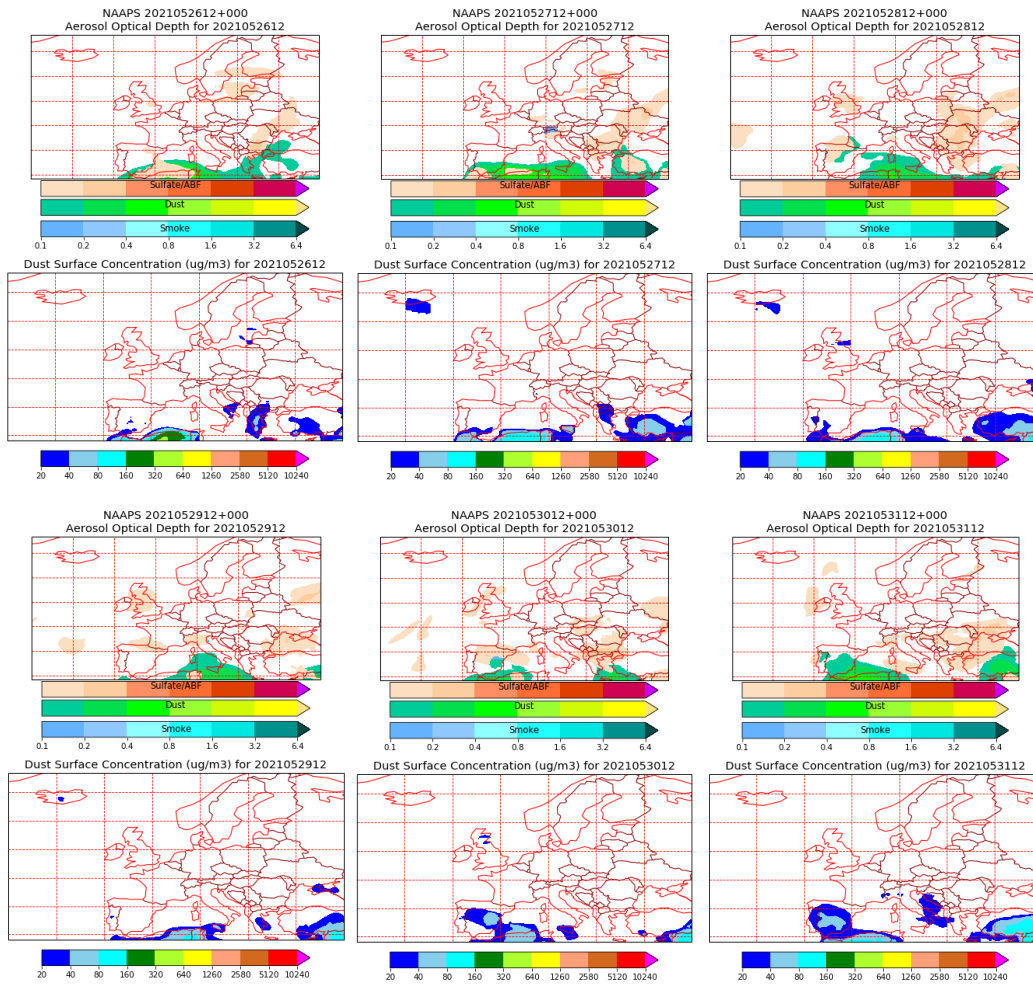 NAAPS 2021052612+000
Aerosol Optical Depth for 2021052612
Sulfate/ABF
Dust
Smoke
0.1 0.2 0.4 0.8 1.6 3.2 6.4
NAAPS 2021052712+000
Aerosol Optical Depth for 2021052712
Sulfate/ABF
Dust
Smoke
0.1 0.2 0.4 0.8 1.6 3.2 6.4
NAAPS 2021052812+000
Aerosol Optical Depth for 2021052812
Sulfate/ABF
Dust
Smoke
0.1 0.2 0.4 0.8 1.6 3.2 6.4
Dust Surface Concentration (ug/m3) for 2021052612
20 40 80 160 320 640 1260 2580 5120 10240
Dust Surface Concentration (ug/m3) for 2021052712
20 40 80 160 320 640 1260 2580 5120 10240
Dust Surface Concentration (ug/m3) for 2021052812
20 40 80 160 320 640 1260 2580 5120 10240
NAAPS 2021052912+000
Aerosol Optical Depth for 2021052912
Sulfate/ABF
Dust
Smoke
0.1 0.2 0.4 0.8 1.6 3.2 6.4
NAAPS 2021053012+000
Aerosol Optical Depth for 2021053012
Sulfate/ABF
Dust
Smoke
0.1 0.2 0.4 0.8 1.6 3.2 6.4
NAAPS 2021053112+000
Aerosol Optical Depth for 2021053112
Sulfate/ABF
Dust
Smoke
0.1 0.2 0.4 0.8 1.6 3.2 6.4
Dust Surface Concentration (ug/m3) for 2021052912
20 40 80 160 320 640 1260 2580 5120 10240
Dust Surface Concentration (ug/m3) for 2021053012
20 40 80 160 320 640 1260 2580 5120 10240
Dust Surface Concentration (ug/m3) for 2021053112
20 40 80 160 320 640 1260 2580 5120 10240